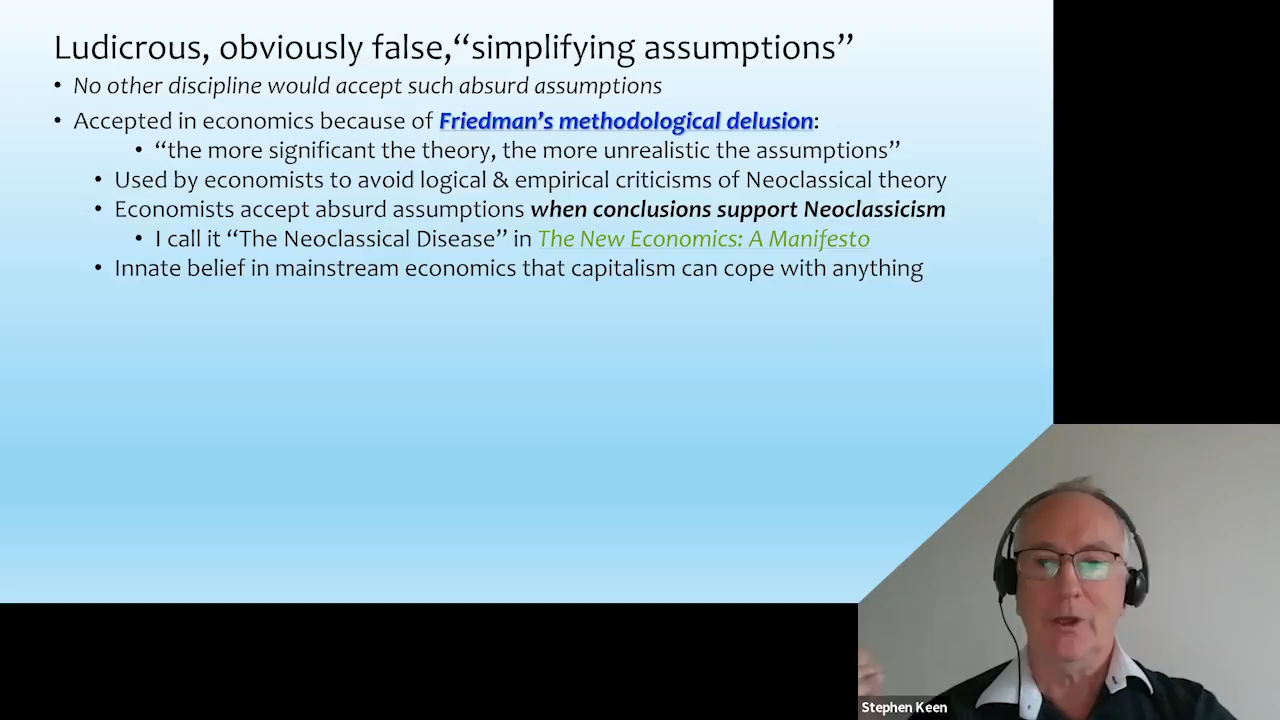 Ludicrous, obviously false,“simplifying assumptions”
• No other discipline would accept such absurd assumptions
• Accepted in economics because of Friedman’s methodological delusion:
• “the more significant the theory, the more unrealistic the assumptions”
• Used by economists to avoid logical & empirical criticisms of Neoclassical theory
• Economists accept absurd assumptions when conclusions support Neoclassicism
• I call it “The Neoclassical Disease” in The New Economics: A Manifesto
• Innate belief in mainstream economics that capitalism can cope with anything
Stephen Keen